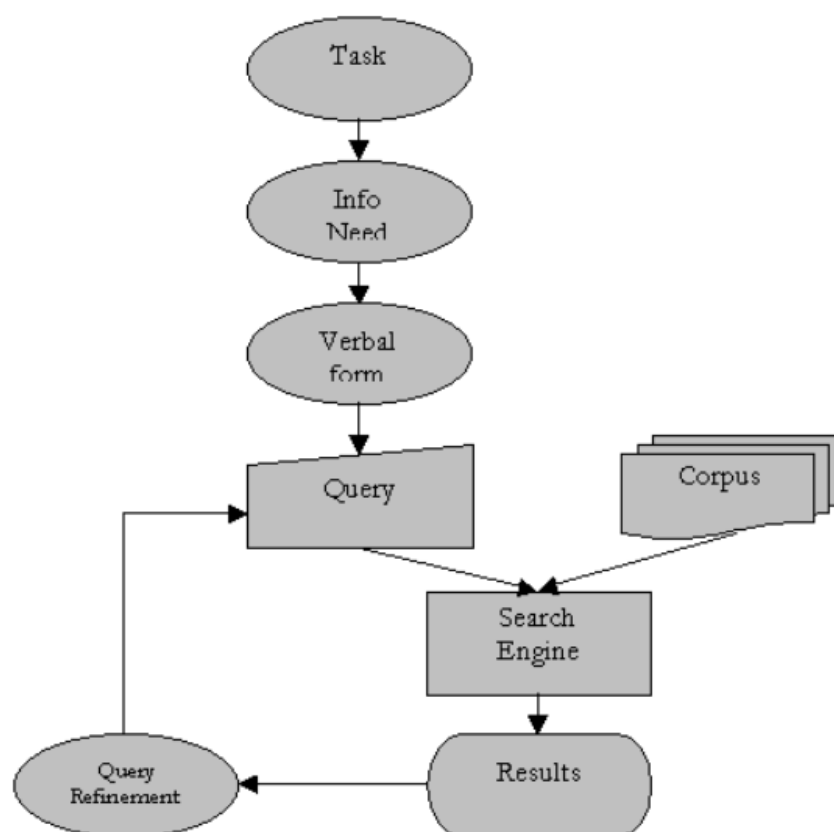 Task
Info
Need
Verbal
form
Query
Corpus
Search
Engine
Query
Refinement
Results